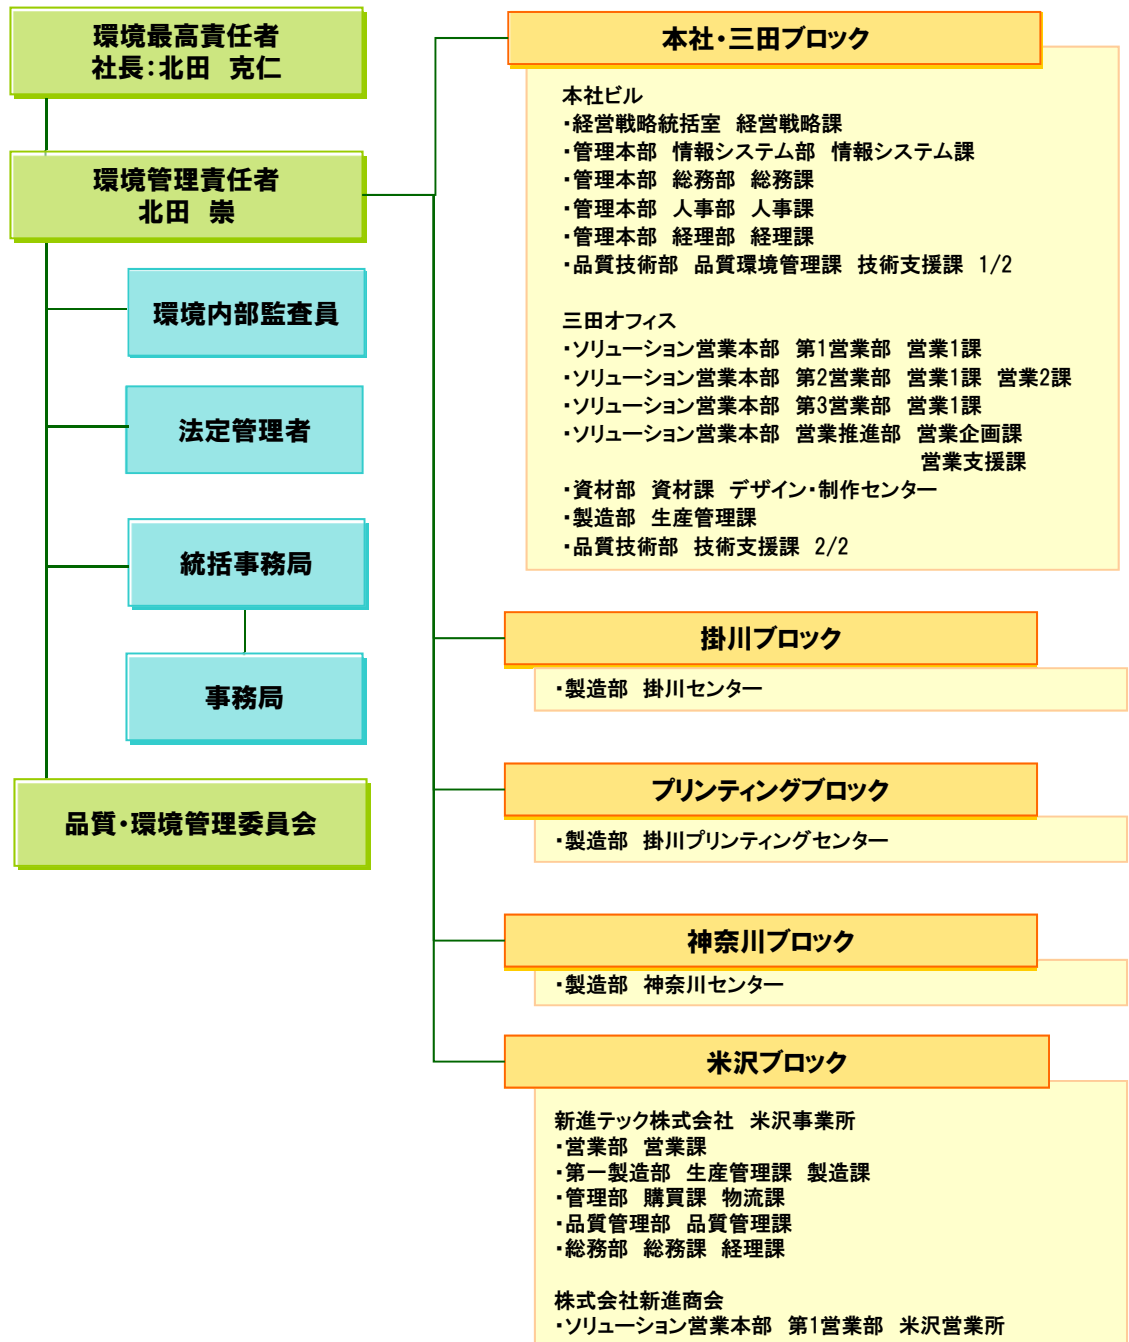 環境最高責任者
社長:北田 克仁
環境管理責任者
北田 崇
環境内部監査員
法定管理者
統括事務局
事務局
品質・環境管理委員会
本社・三田ブロック
本社ビル
・経営戦略統括室 経営戦略課
・管理本部 情報システム部 情報システム課
・管理本部 総務部 総務課
・管理本部 人事部 人事課
・管理本部 経理部 経理課
・品質技術部 品質環境管理課 技術支援課 1/2
三田オフィス
・ソリューション営業本部 第1営業部 営業1課
・ソリューション営業本部 第2営業部 営業1課 営業2課
・ソリューション営業本部 第3営業部 営業1課
・ソリューション営業本部 営業推進部 営業企画課
営業支援課
・資材部 資材課 デザイン・制作センター
・製造部 生産管理課
・品質技術部 技術支援課 2/2
掛川ブロック
・製造部 掛川センター
プリンティングブロック
・製造部 掛川プリンティングセンター
神奈川ブロック
・製造部 神奈川センター
米沢ブロック
新進テック株式会社 米沢事業所
・営業部 営業課
・第一製造部 生産管理課 製造課
・管理部 購買課 物流課
・品質管理部 品質管理課
・総務部 総務課 経理課
株式会社新進商会
・ソリューション営業本部 第1営業部 米沢営業所